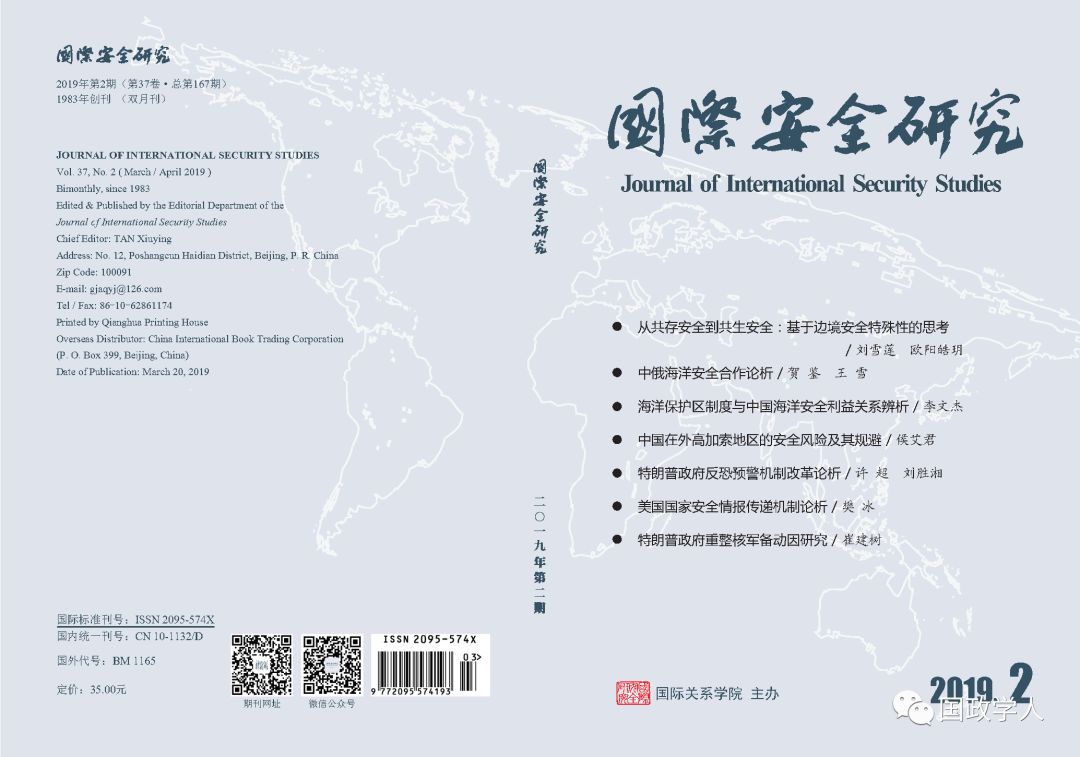 國際安全研究
2019年第2期（第37卷·总第167期）
1983年创刊 （双月刊）
JOURNAL OF INTERNATIONAL SECURITY STUDIES
Vol. 37, No. 2 ( March / April 2019 )
Bimonthly, since 1983
Edited & Published by the Editorial Department of the
Journal of International Security Studies
Chief Editor: TAN Xiuying
Address: No. 12, Poshangcun Haidian District, Beijing, P. R. China
Zip Code: 100091
E-mail: gjaqyj@126.com
Tel / Fax: 86-10-62861174
Printed by Qianghua Printing House
Overseas Distributor: China International Book Trading Corporation
(P. O. Box 399, Beijing, China)
Date of Publication: March 20, 2019
国际标准刊号：ISSN 2095-574X
国内统一刊号：CN 10-1132/D
国外代号：BM 1165
定价：35.00元
期刊网址
微信公众号
ISSN 2095-574X
03>
9 772095 574193
國際安全研究
二〇一九年第二期
國際安全研究
Journal of International Security Studies
● 从共存安全到共生安全：基于边境安全特殊性的思考
/ 刘雪莲 欧阳皓玥
● 中俄海洋安全合作论析 / 贺 鉴 王 雪
● 海洋保护区制度与中国海洋安全利益关系辨析 / 李文杰
● 中国在外高加索地区的安全风险及其规避 / 侯艾君
● 特朗普政府反恐预警机制改革论析 / 许 超 刘胜湘
● 美国国家安全情报传递机制论析 / 樊 冰
● 特朗普政府重整核军备动因研究 / 崔建树
国际关系学院 主办
2019.2
国政学人